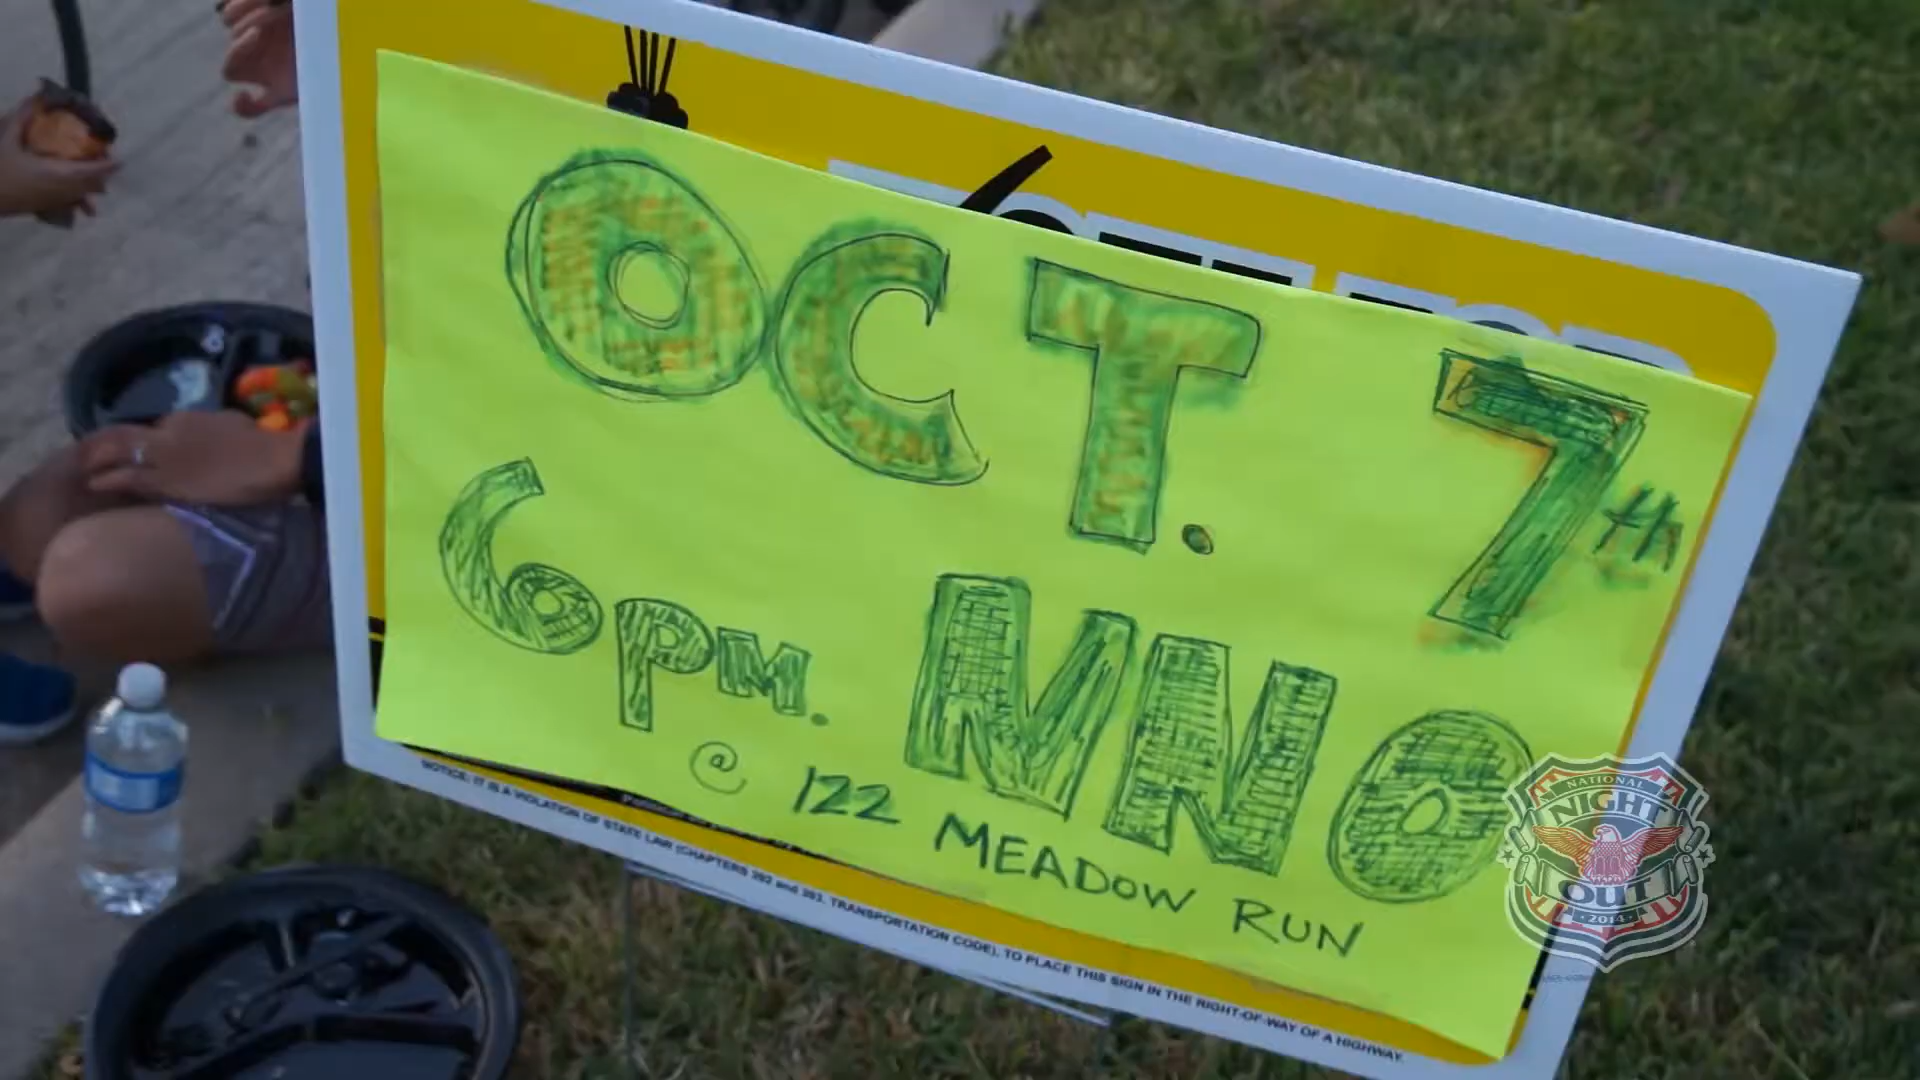 OCT. 7th
6PM. NNO
@ 122 MEADOW RUN
NOTICE: IT IS A VIOLATION OF STATE LAW (CHAPTERS 392 and 393, TRANSPORTATION CODE), TO PLACE THIS SIGN IN THE RIGHT-OF-WAY OF A HIGHWAY.
NATIONAL
NIGHT
OUT
· 2014 ·